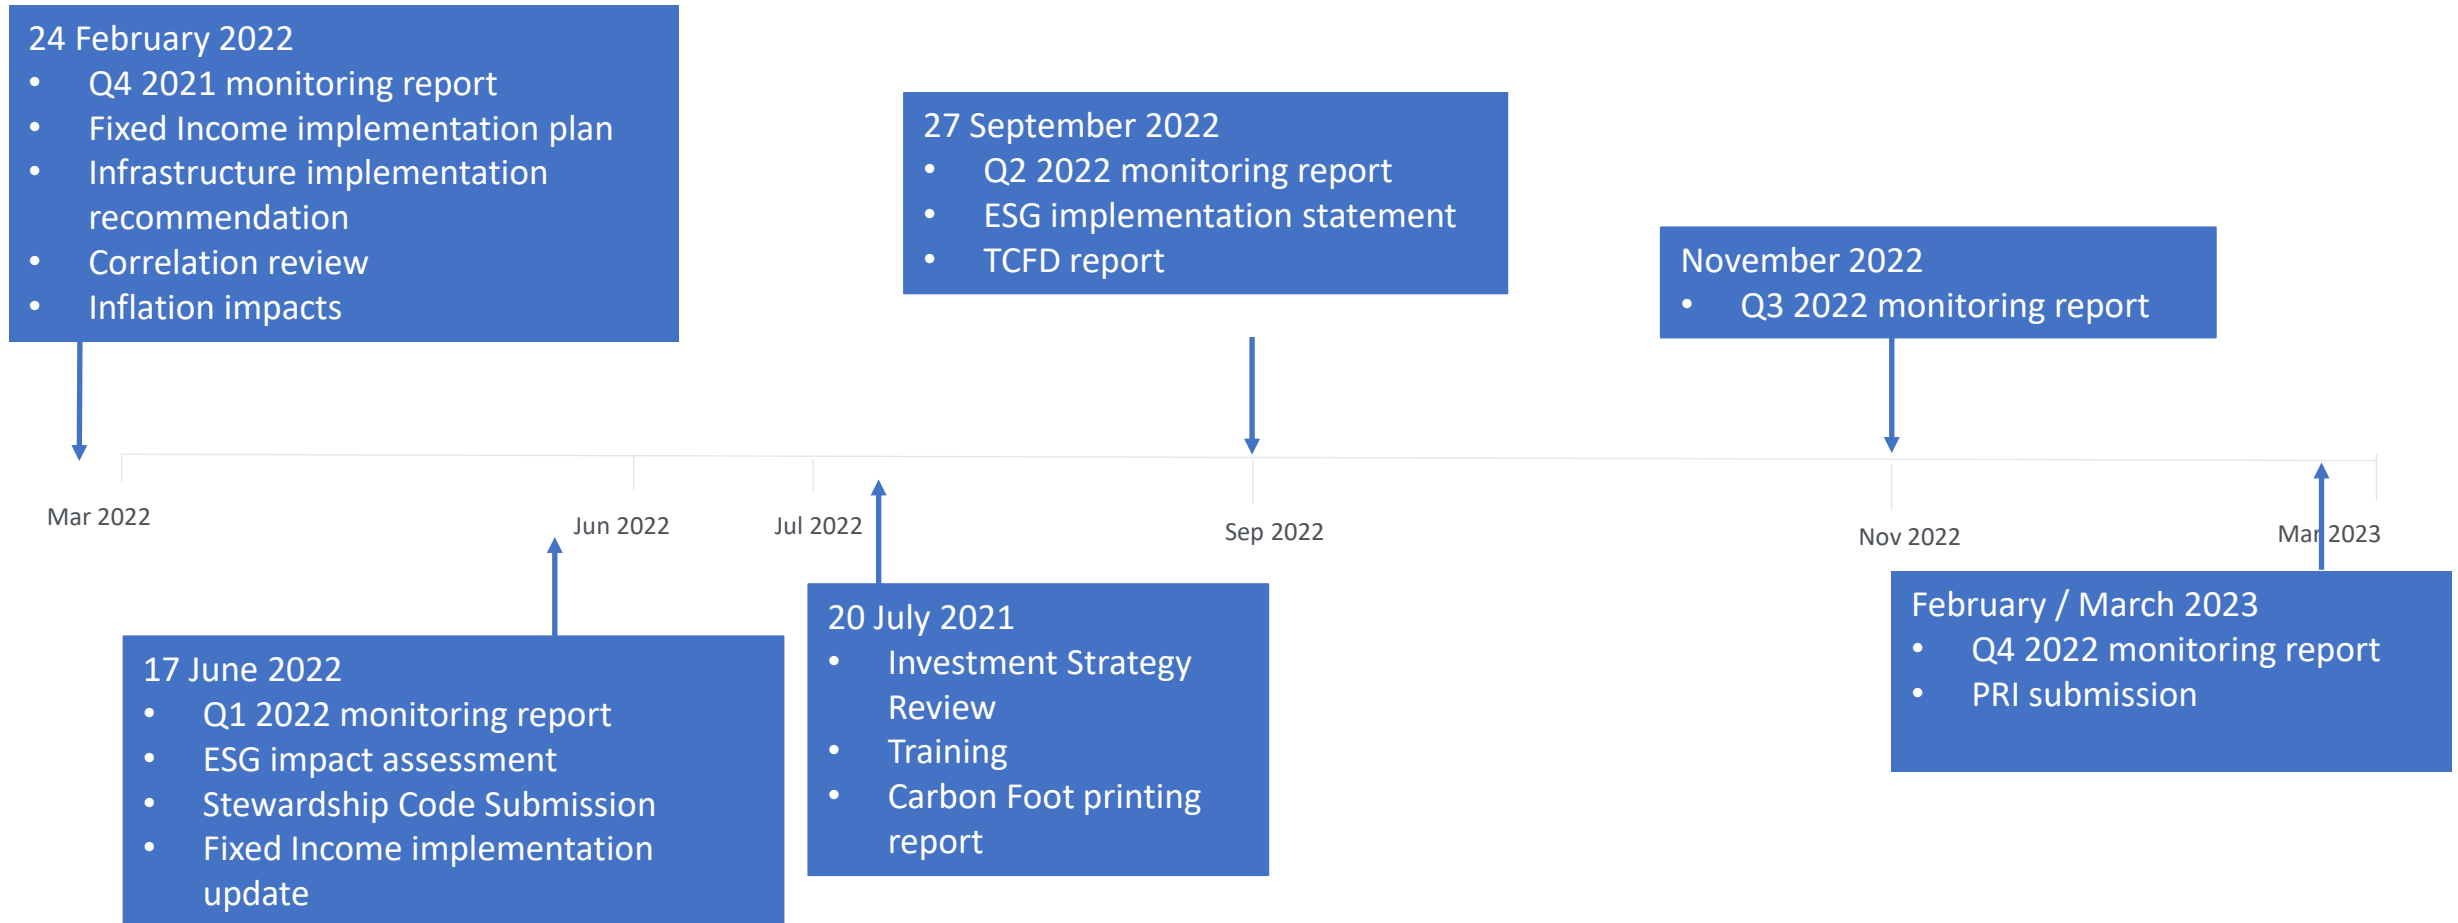 24 February 2022
• Q4 2021 monitoring report
• Fixed Income implementation plan
• Infrastructure implementation
recommendation
• Correlation review
• Inflation impacts
27 September 2022
• Q2 2022 monitoring report
• ESG implementation statement
• TCFD report
November 2022
• Q3 2022 monitoring report
Mar 2022
Jun 2022
Jul 2022
Sep 2022
Nov 2022
Mar 2023
17 June 2022
• Q1 2022 monitoring report
• ESG impact assessment
• Stewardship Code Submission
• Fixed Income implementation
update
20 July 2021
• Investment Strategy
Review
• Training
• Carbon Foot printing
report
February / March 2023
• Q4 2022 monitoring report
• PRI submission